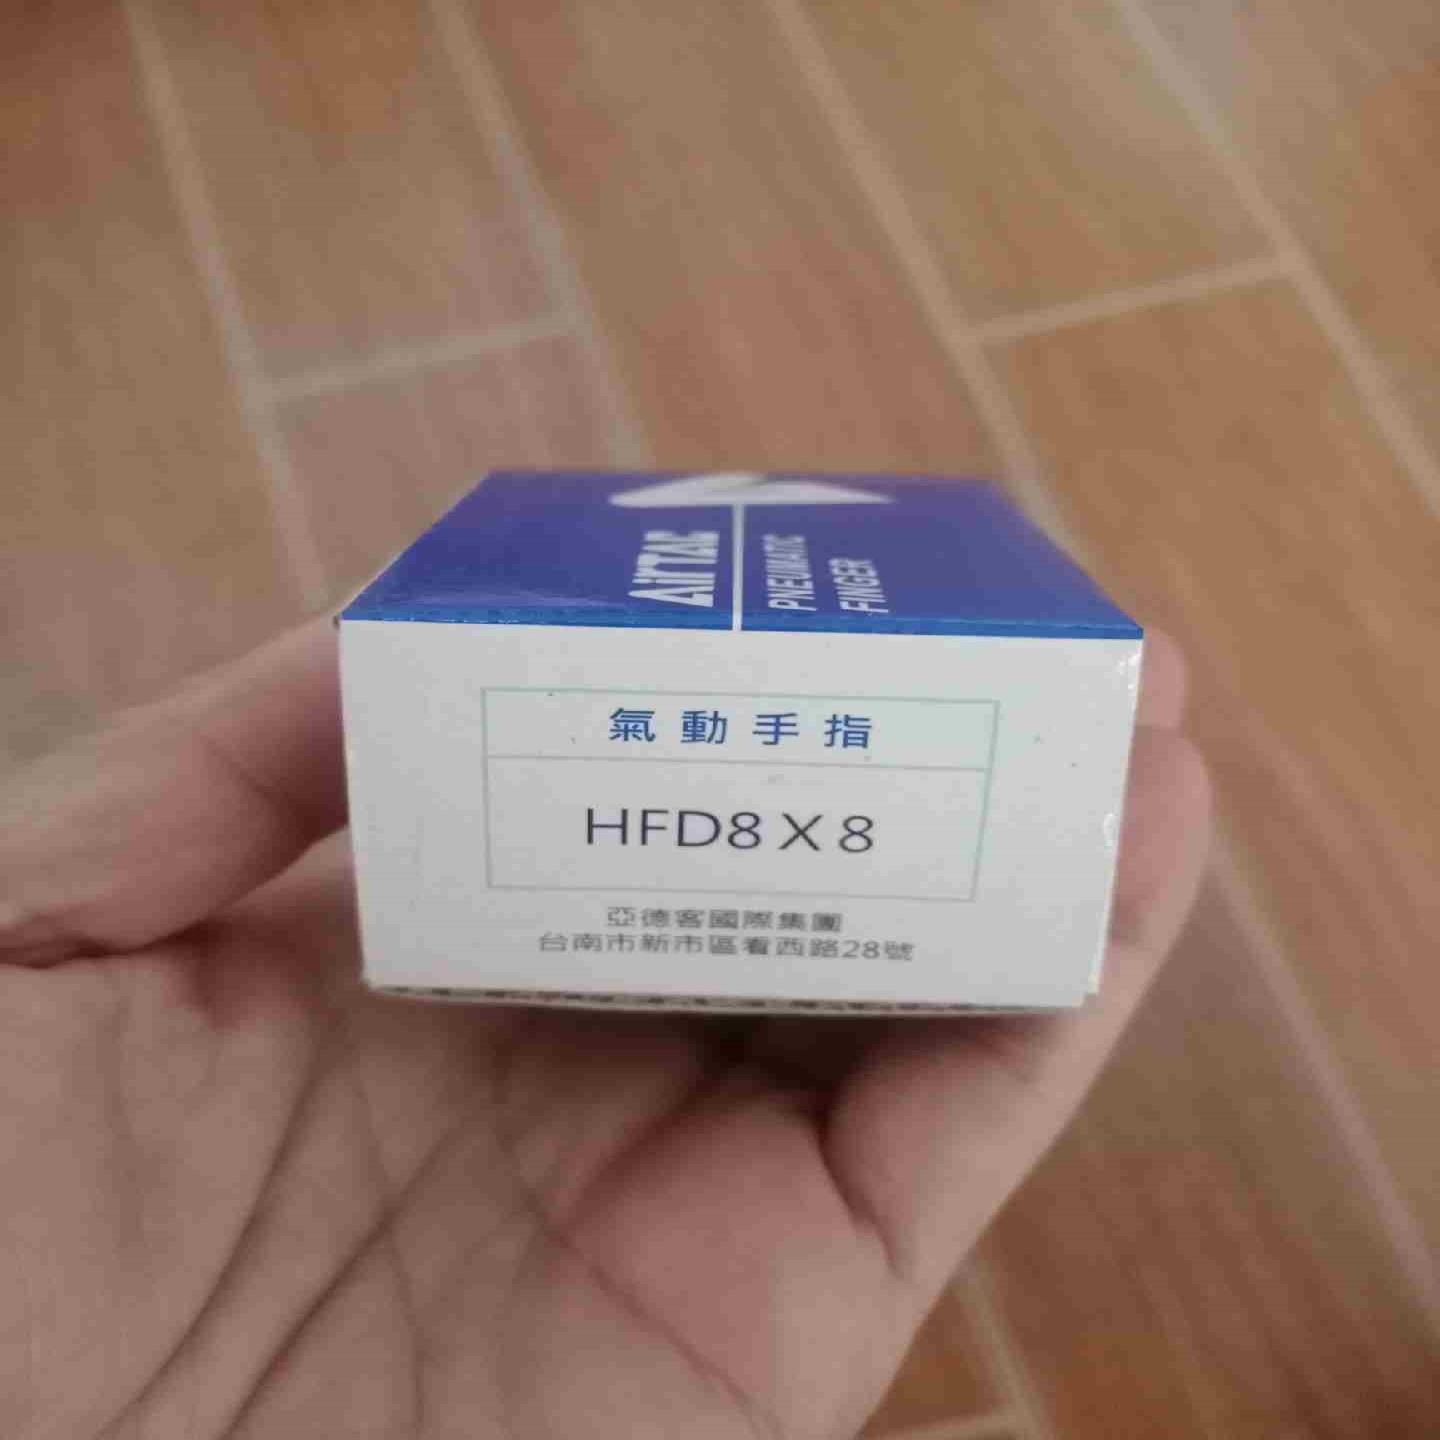 AirTAC
PNEUMATIC
FINGER
氣動手指
HFD8X8
亞德客國際集團
台南市新市區看西路28號